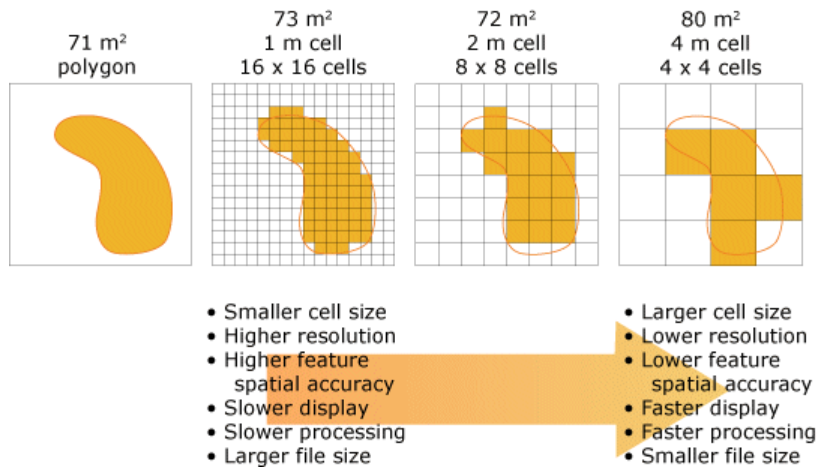 71 m²
polygon
73 m²
1 m cell
16 x 16 cells
72 m²
2 m cell
8 x 8 cells
80 m²
4 m cell
4 x 4 cells
• Smaller cell size
• Higher resolution
• Higher feature
spatial accuracy
• Slower display
• Slower processing
• Larger file size
• Larger cell size
• Lower resolution
• Lower feature
spatial accuracy
• Faster display
• Faster processing
• Smaller file size